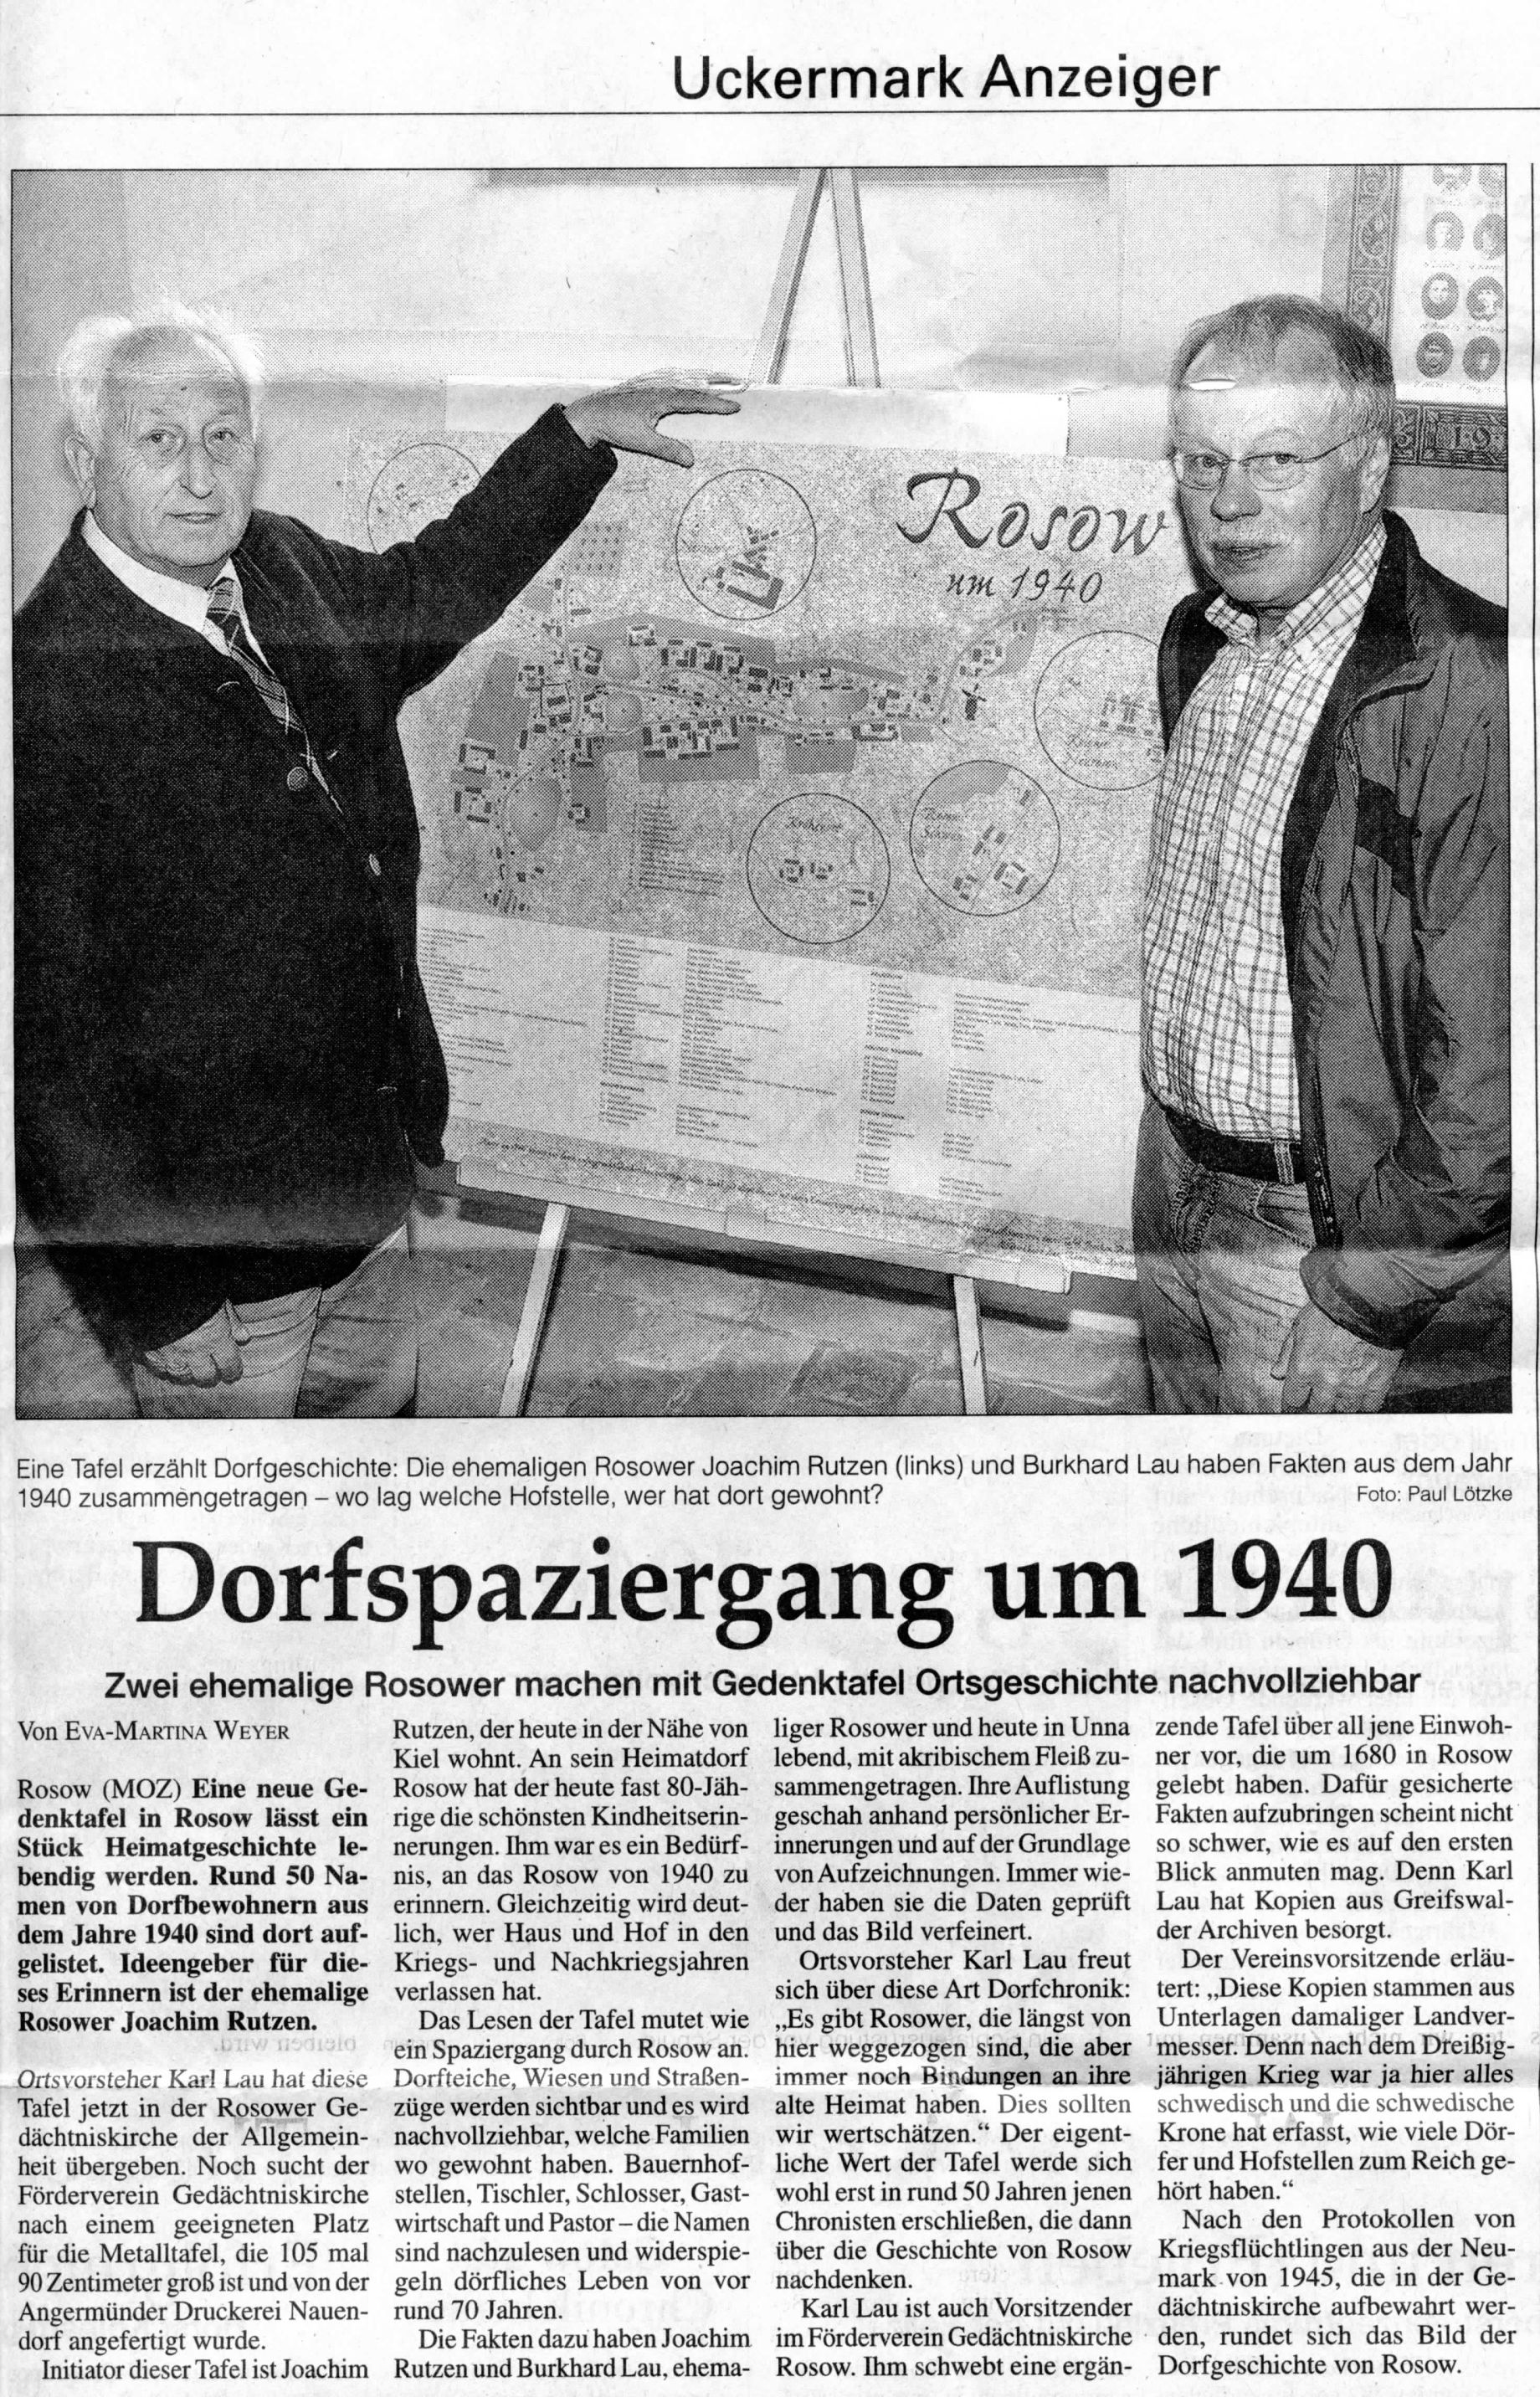 Uckermark Anzeiger
Rosow
um 1940
Eine Tafel erzählt Dorfgeschichte: Die ehemaligen Rosower Joachim Rutzen (links) und Burkhard Lau haben Fakten aus dem Jahr
1940 zusammengetragen – wo lag welche Hofstelle, wer hat dort gewohnt?
Foto: Paul Lötzke
Dorfspaziergang um 1940
Zwei ehemalige Rosower machen mit Gedenktafel Ortsgeschichte nachvollziehbar
Von EVA-MARTINA WEYER
Rosow (MOZ) Eine neue Ge-
denktafel in Rosow lässt ein
Stück Heimatgeschichte le-
bendig werden. Rund 50 Na-
men von Dorfbewohnern aus
dem Jahre 1940 sind dort auf-
gelistet. Ideengeber für die-
ses Erinnern ist der ehemalige
Rosower Joachim Rutzen.
Ortsvorsteher Karl Lau hat diese
Tafel jetzt in der Rosower Ge-
dächtniskirche der Allgemein-
heit übergeben. Noch sucht der
Förderverein Gedächtniskirche
nach einem geeigneten Platz
für die Metalltafel, die 105 mal
90 Zentimeter groß ist und von der
Angermünder Druckerei Nauen-
dorf angefertigt wurde.
Initiator dieser Tafel ist Joachim
Rutzen, der heute in der Nähe von
Kiel wohnt. An sein Heimatdorf
Rosow hat der heute fast 80-Jäh-
rige die schönsten Kindheitserin-
nerungen. Ihm war es ein Bedürf-
nis, an das Rosow von 1940 zu
erinnern. Gleichzeitig wird deut-
lich, wer Haus und Hof in den
Kriegs- und Nachkriegsjahren
verlassen hat.
Das Lesen der Tafel mutet wie
ein Spaziergang durch Rosow an.
Dorfteiche, Wiesen und Straßen-
züge werden sichtbar und es wird
nachvollziehbar, welche Familien
wo gewohnt haben. Bauernhof-
stellen, Tischler, Schlosser, Gast-
wirtschaft und Pastor – die Namen
sind nachzulesen und widerspie-
geln dörfliches Leben von vor
rund 70 Jahren.
Die Fakten dazu haben Joachim
Rutzen und Burkhard Lau, ehema-
liger Rosower und heute in Unna
lebend, mit akribischem Fleiß zu-
sammengetragen. Ihre Auflistung
geschah anhand persönlicher Er-
innerungen und auf der Grundlage
von Aufzeichnungen. Immer wie-
der haben sie die Daten geprüft
und das Bild verfeinert.
Ortsvorsteher Karl Lau freut
sich über diese Art Dorfchronik:
„Es gibt Rosower, die längst von
hier weggezogen sind, die aber
immer noch Bindungen an ihre
alte Heimat haben. Dies sollten
wir wertschätzen.“ Der eigent-
liche Wert der Tafel werde sich
wohl erst in rund 50 Jahren jenen
Chronisten erschließen, die dann
über die Geschichte von Rosow
nachdenken.
Karl Lau ist auch Vorsitzender
im Förderverein Gedächtniskirche
Rosow. Ihm schwebt eine ergän-
zende Tafel über all jene Einwoh-
ner vor, die um 1680 in Rosow
gelebt haben. Dafür gesicherte
Fakten aufzubringen scheint nicht
so schwer, wie es auf den ersten
Blick anmuten mag. Denn Karl
Lau hat Kopien aus Greifswal-
der Archiven besorgt.
Der Vereinsvorsitzende erläu-
tert: „Diese Kopien stammen aus
Unterlagen damaliger Landver-
messer. Denn nach dem Dreißig-
jährigen Krieg war ja hier alles
schwedisch und die schwedische
Krone hat erfasst, wie viele Dör-
fer und Hofstellen zum Reich ge-
hört haben.“
Nach den Protokollen von
Kriegsflüchtlingen aus der Neu-
mark von 1945, die in der Ge-
dächtniskirche aufbewahrt wer-
den, rundet sich das Bild der
Dorfgeschichte von Rosow.